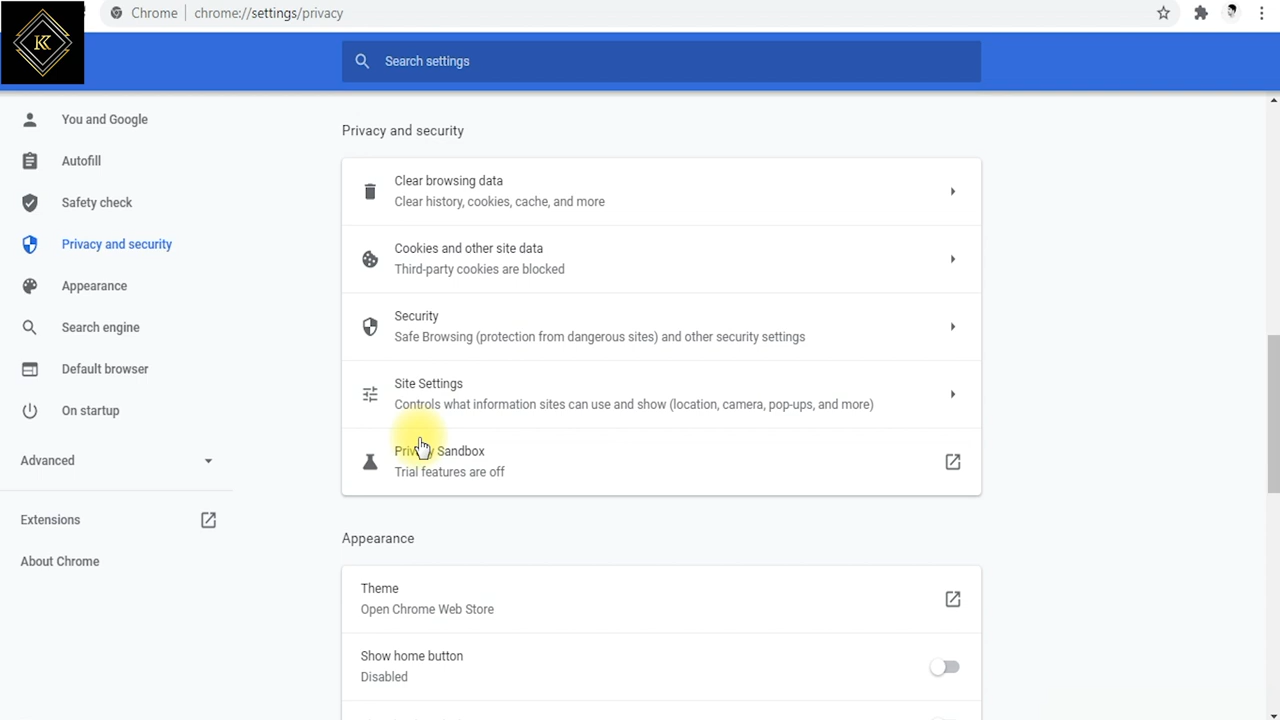 Chrome
chrome://settings/privacy
K
Search settings
You and Google
Autofill
Safety check
Privacy and security
Appearance
Search engine
Default browser
On startup
Advanced
Extensions
About Chrome
Privacy and security
Clear browsing data
Clear history, cookies, cache, and more
Cookies and other site data
Third-party cookies are blocked
Security
Safe Browsing (protection from dangerous sites) and other security settings
Site Settings
Controls what information sites can use and show (location, camera, pop-ups, and more)
Privacy Sandbox
Trial features are off
Appearance
Theme
Open Chrome Web Store
Show home button
Disabled